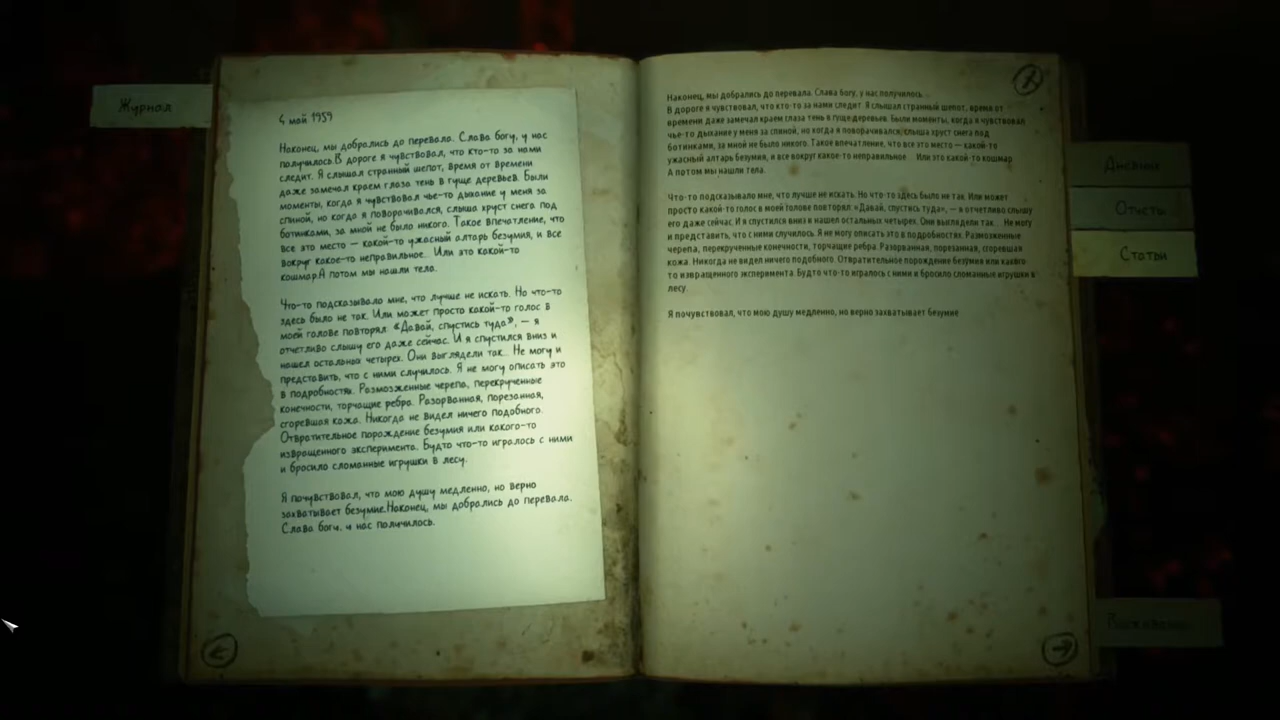 Журнал
4 май 1959
Наконец, мы добрались до перевала. Слава богу, у нас
получилось.В дороге я чувствовал, что кто-то за нами
следит. Я слышал странный шепот, время от времени
даже замечал краем глаза тень в гуще деревьев. Были
моменты, когда я чувствовал чье-то дыхание у меня за
спиной, но когда я поворачивался, слыша хруст снега под
ботинками, за мной не было никого. Такое впечатление, что
все это место — какой-то ужасный алтарь безумия, и все
вокруг какое-то неправильное... Или это какой-то
кошмар.А потом мы нашли тела.
Что-то подсказывало мне, что лучше не искать. Но что-то
здесь было не так. Или может просто какой-то голос в
моей голове повторял: «Давай, спустись туда», — я
отчетливо слышу его даже сейчас. И я спустился вниз и
нашел остальных четырех. Они выглядели так... Не могу и
представить, что с ними случилось. Я не могу описать это
в подробностях. Размозженные черепа, перекрученные
конечности, торчащие ребра. Разорванная, порезанная,
сгоревшая кожа. Никогда не видел ничего подобного.
Отвратительное порождение безумия или какого-то
извращенного эксперимента. Будто что-то игралось с ними
и бросило сломанные игрушки в лесу.
Я почувствовал, что мою душу медленно, но верно
захватывает безумие.Наконец, мы добрались до перевала.
Слава богу, у нас получилось.
Наконец, мы добрались до перевала. Слава богу, у нас получилось.
В дороге я чувствовал, что кто-то за нами следит. Я слышал странный шепот, время от
времени даже замечал краем глаза тень в гуще деревьев. Были моменты, когда я чувствовал
чье-то дыхание у меня за спиной, но когда я поворачивался, слыша хруст снега под
ботинками, за мной не было никого. Такое впечатление, что все это место — какой-то
ужасный алтарь безумия, и все вокруг какое-то неправильное... Или это какой-то кошмар.
А потом мы нашли тела.
Что-то подсказывало мне, что лучше не искать. Но что-то здесь было не так. Или может
просто какой-то голос в моей голове повторял: «Давай, спустись туда», — я отчетливо слышу
его даже сейчас. И я спустился вниз и нашел остальных четырех. Они выглядели так... Не могу
и представить, что с ними случилось. Я не могу описать это в подробностях. Размозженные
черепа, перекрученные конечности, торчащие ребра. Разорванная, порезанная, сгоревшая
кожа. Никогда не видел ничего подобного. Отвратительное порождение безумия или какого-
то извращенного эксперимента. Будто что-то игралось с ними и бросило сломанные игрушки в
лесу.
Я почувствовал, что мою душу медленно, но верно захватывает безумие
Дневник
Отчеты
Статьи